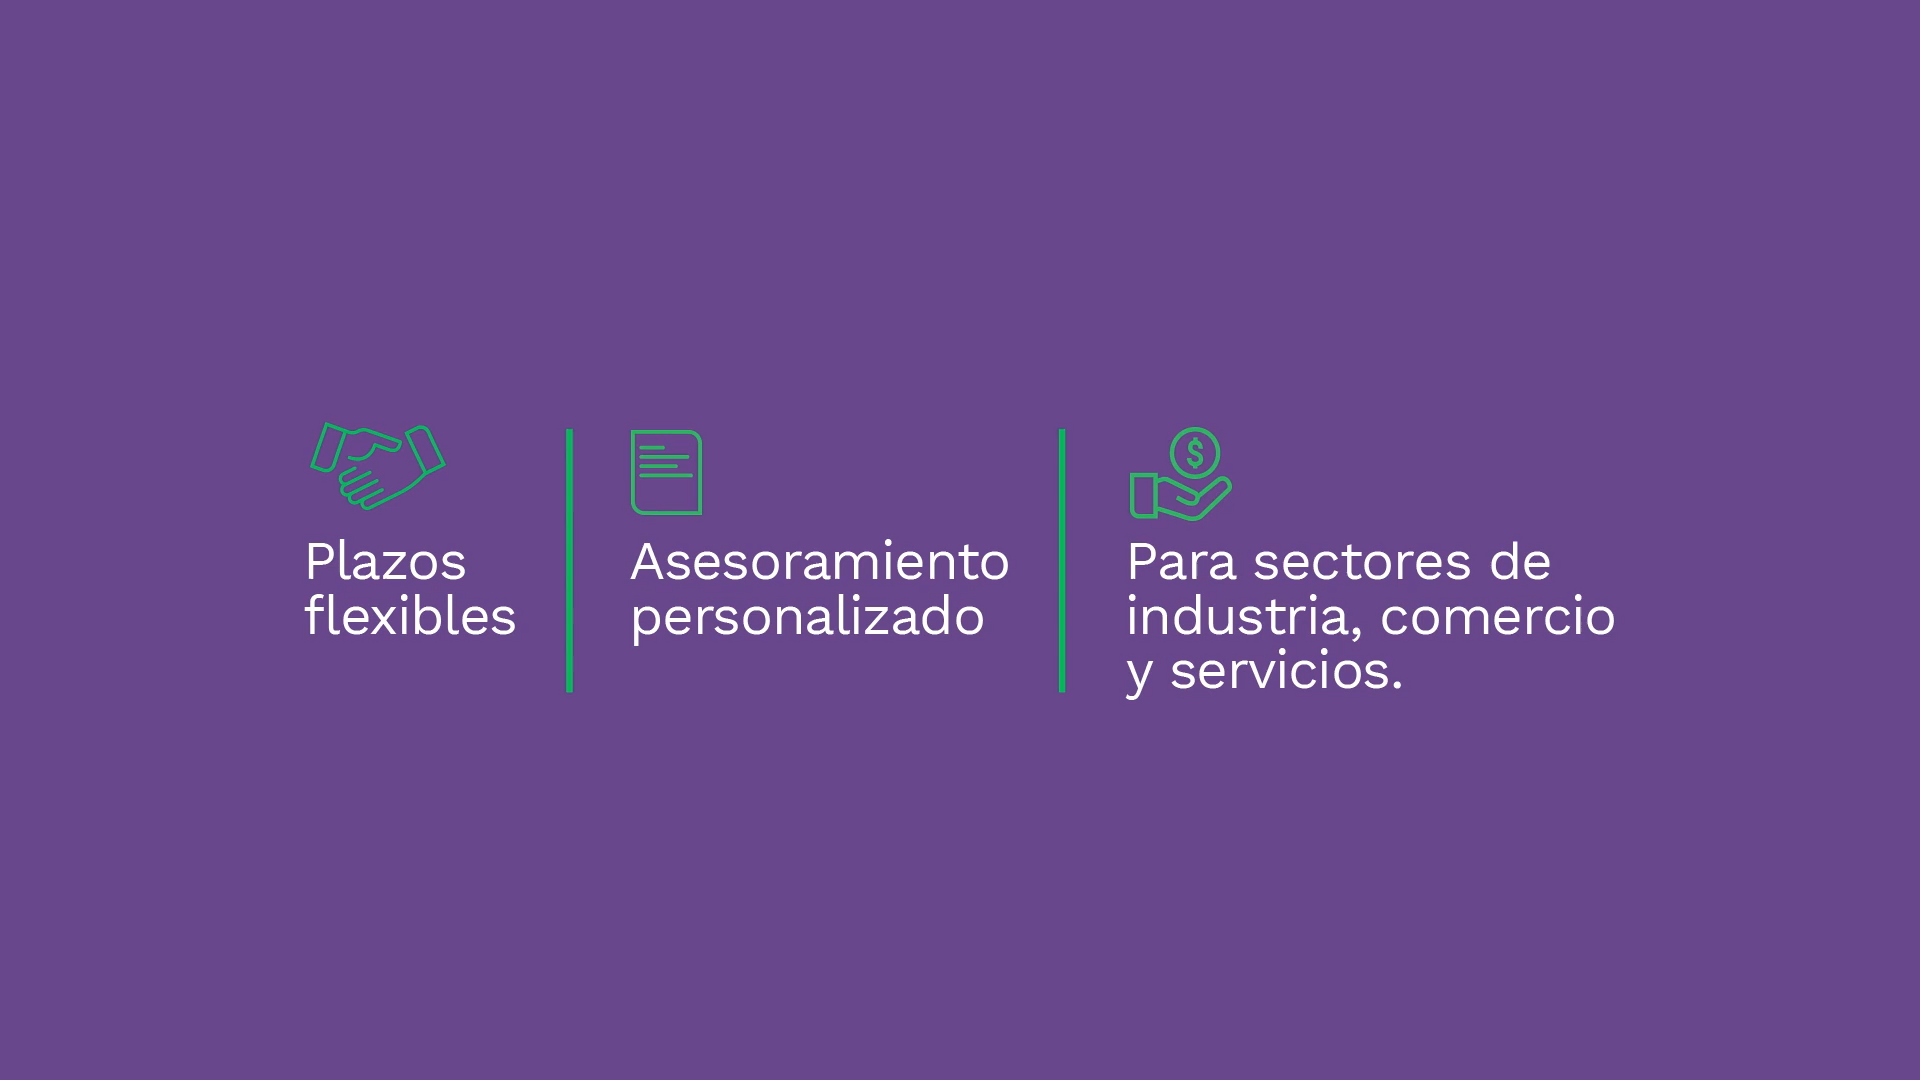 Plazos
flexibles
Asesoramiento
personalizado
$
Para sectores de
industria, comercio
y servicios.